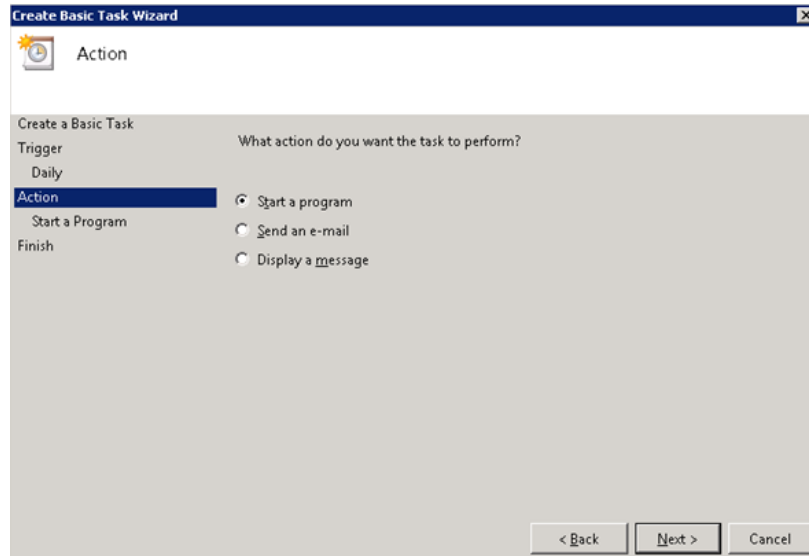 Create Basic Task Wizard
Action
Create a Basic Task
Trigger
Daily
Action
Start a Program
Finish
What action do you want the task to perform?
Start a program
Send an e-mail
Display a message
< Back
Next >
Cancel